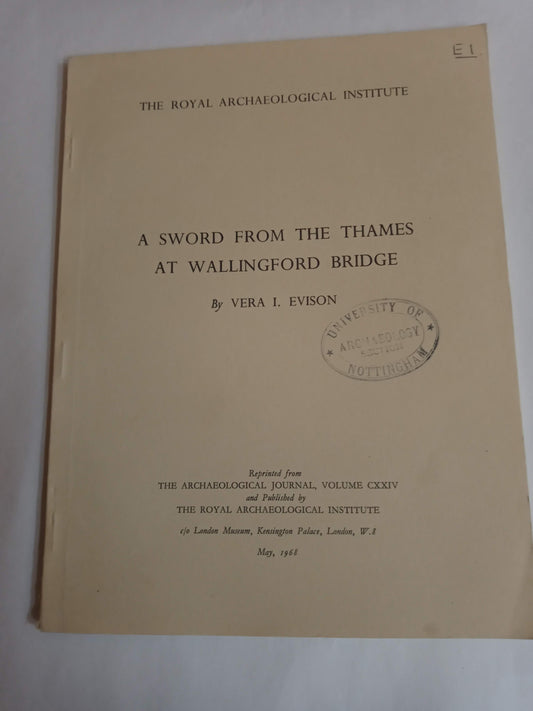 E1
THE ROYAL ARCHAEOLOGICAL INSTITUTE
A SWORD FROM THE THAMES
AT WALLINGFORD BRIDGE
By VERA I. EVISON
UNIVERSITY OF
ARCHAEOLOGY
SECTION
NOTTINGHAM
Reprinted from
THE ARCHAEOLOGICAL JOURNAL, VOLUME CXXIV
and Published by
THE ROYAL ARCHAEOLOGICAL INSTITUTE
c/o London Museum, Kensington Palace, London, W.8
May, 1968